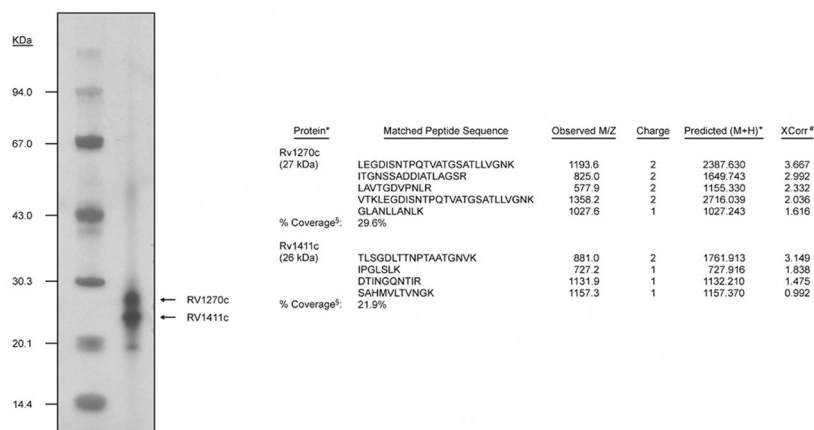 KDa
94.0
67.0
43.0
30.3
20.1
14.4
RV1270c
RV1411c
Protein* Matched Peptide Sequence Observed M/Z Charge Predicted (M+H)+ XCorr#
Rv1270c
(27 kDa) LEGDISNTPQTVATGSATLLVGNK 1193.6 2 2387.630 3.667
ITGNSSADDIATLAGSR 825.0 2 1649.743 2.992
LAVTGDVPNLR 577.9 2 1155.330 2.332
VTKLEGDISNTPQTVATGSATLLVGNK 1358.2 2 2716.039 2.036
GLANLLANLK 1027.6 1 1027.243 1.616
% Coverage§: 29.6%
Rv1411c
(26 kDa) TLSGDLTTNPTAATGNVK 881.0 2 1761.913 3.149
IPGLSLK 727.2 1 727.916 1.838
DTINGQNTIR 1131.9 1 1132.210 1.475
SAHMVLTVNGK 1157.3 1 1157.370 0.992
% Coverage§: 21.9%